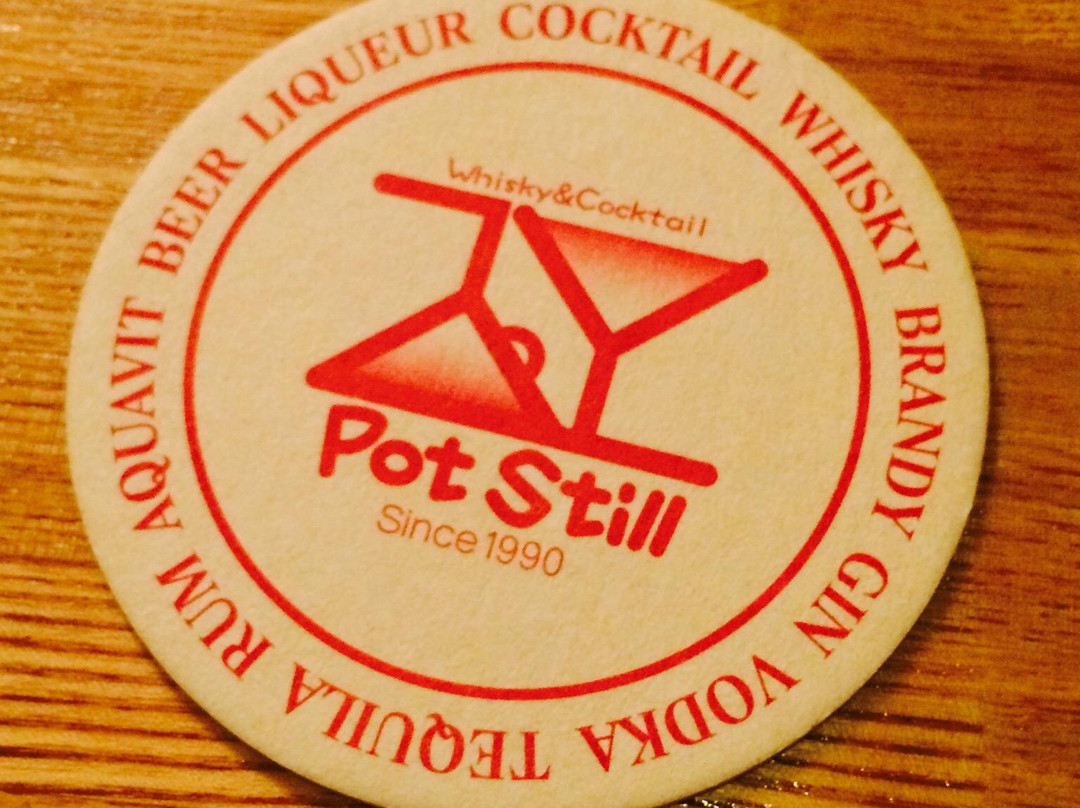 LIQUEUR COCKTAIL WHISKY BRANDY GIN VODKA TEQUILA RUM AQUAVIT BEER
Whisky&Cocktail
Pot Still
Since 1990